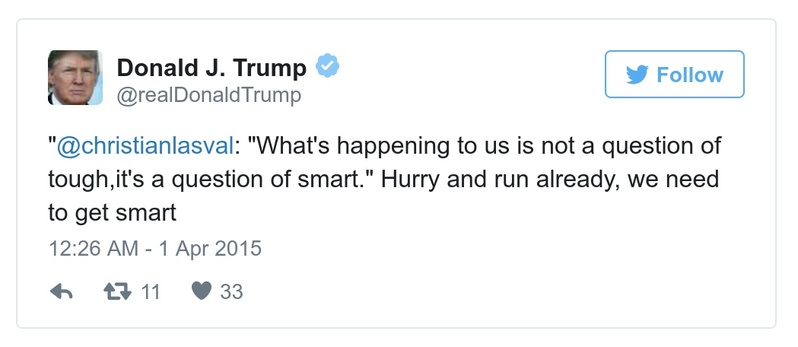 Donald J. Trump
@realDonaldTrump
Follow
"@christianlasval: "What's happening to us is not a question of
tough,it's a question of smart." Hurry and run already, we need
to get smart
12:26 AM - 1 Apr 2015
11 33